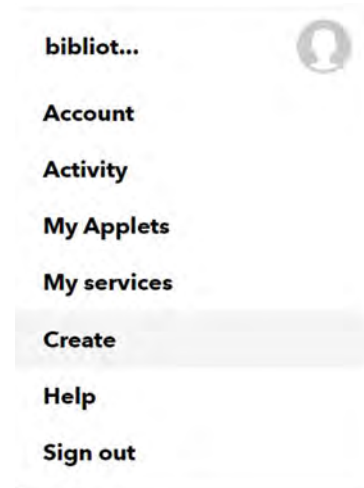 bibliot...
Account
Activity
My Applets
My services
Create
Help
Sign out